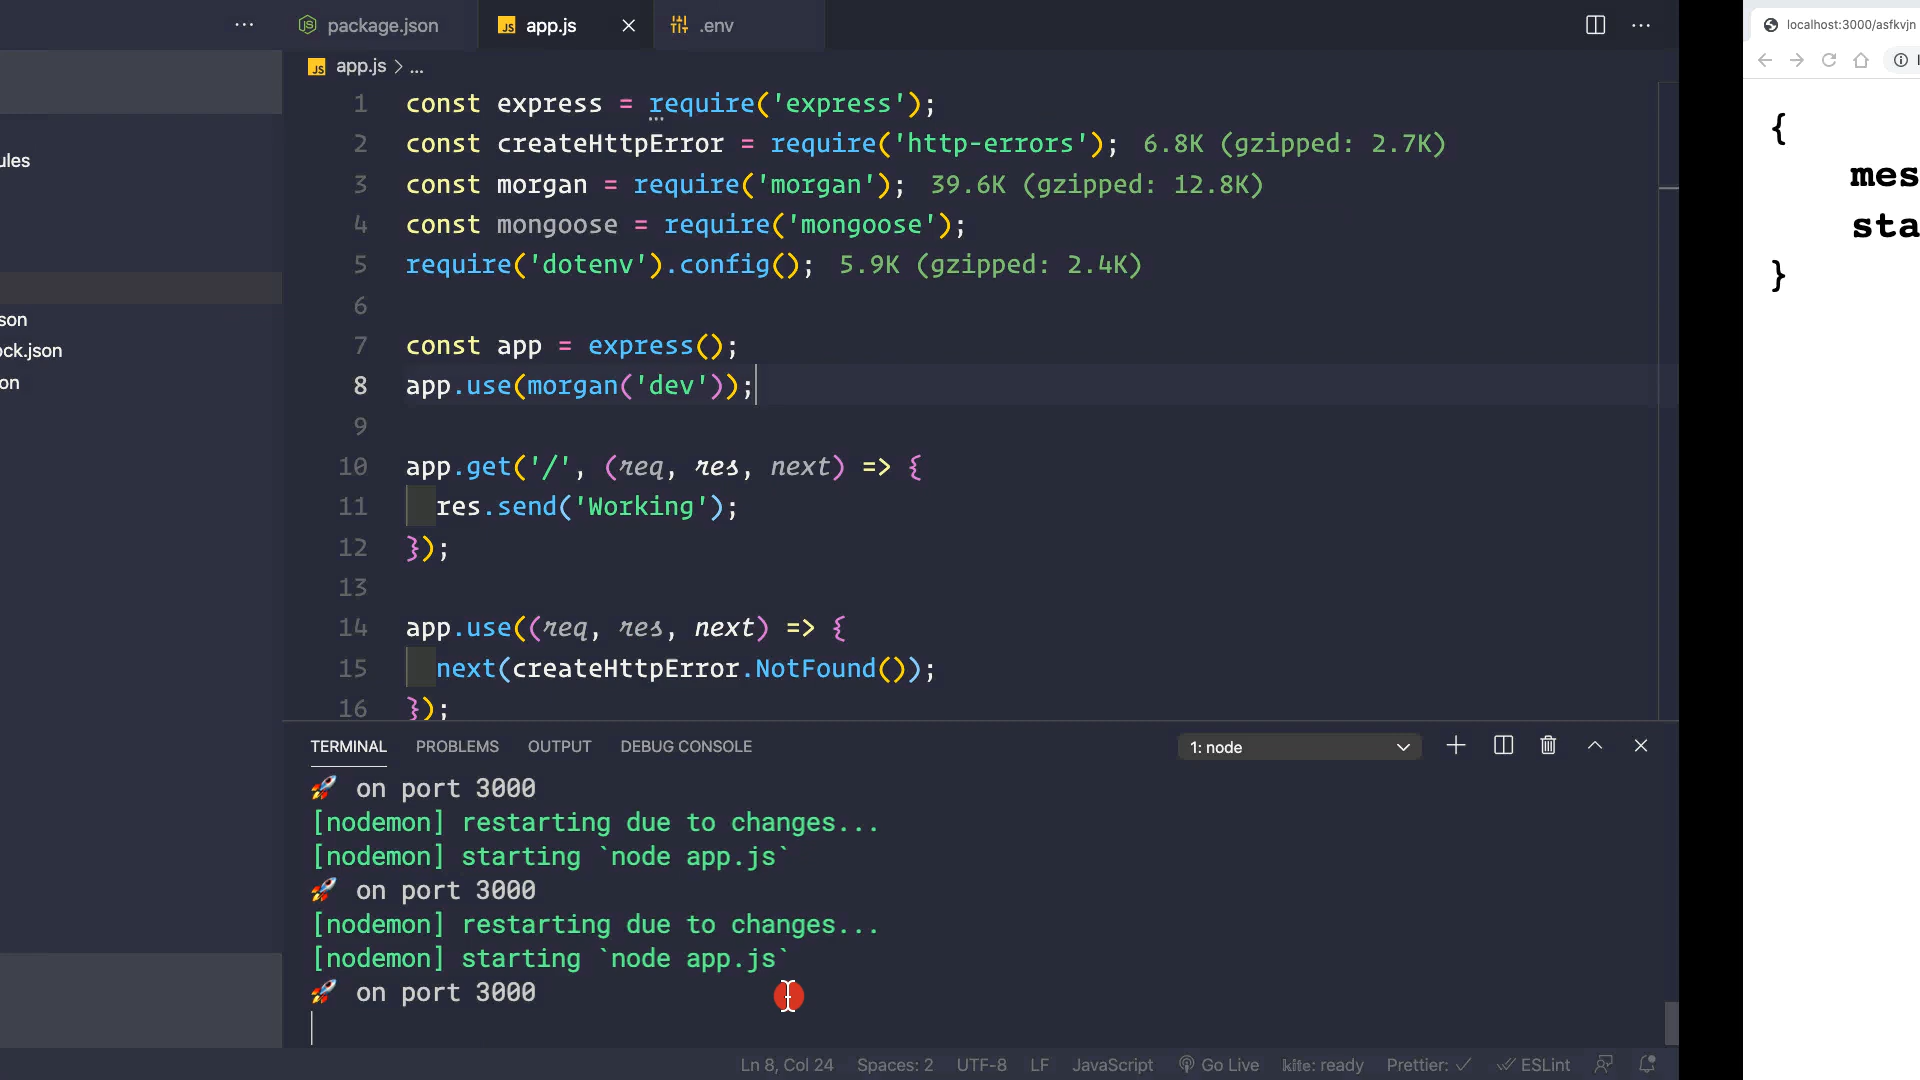 package.json
app.js
.env
localhost:3000/asfkvjn
app.js > ...
1 const express = require('express');
2 const createHttpError = require('http-errors'); 6.8K (gzipped: 2.7K)
3 const morgan = require('morgan'); 39.6K (gzipped: 12.8K)
4 const mongoose = require('mongoose');
5 require('dotenv').config(); 5.9K (gzipped: 2.4K)
6
7 const app = express();
8 app.use(morgan('dev'));
9
10 app.get('/', (req, res, next) => {
11 res.send('Working');
12 });
13
14 app.use((req, res, next) => {
15 next(createHttpError.NotFound());
16 });
ules
son
ock.json
on
{
mes
sta
}
TERMINAL PROBLEMS OUTPUT DEBUG CONSOLE 1: node
🚀 on port 3000
[nodemon] restarting due to changes...
[nodemon] starting `node app.js`
🚀 on port 3000
[nodemon] restarting due to changes...
[nodemon] starting `node app.js`
🚀 on port 3000
Ln 8, Col 24 Spaces: 2 UTF-8 LF JavaScript Go Live kite: ready Prettier: ✓ ESLint